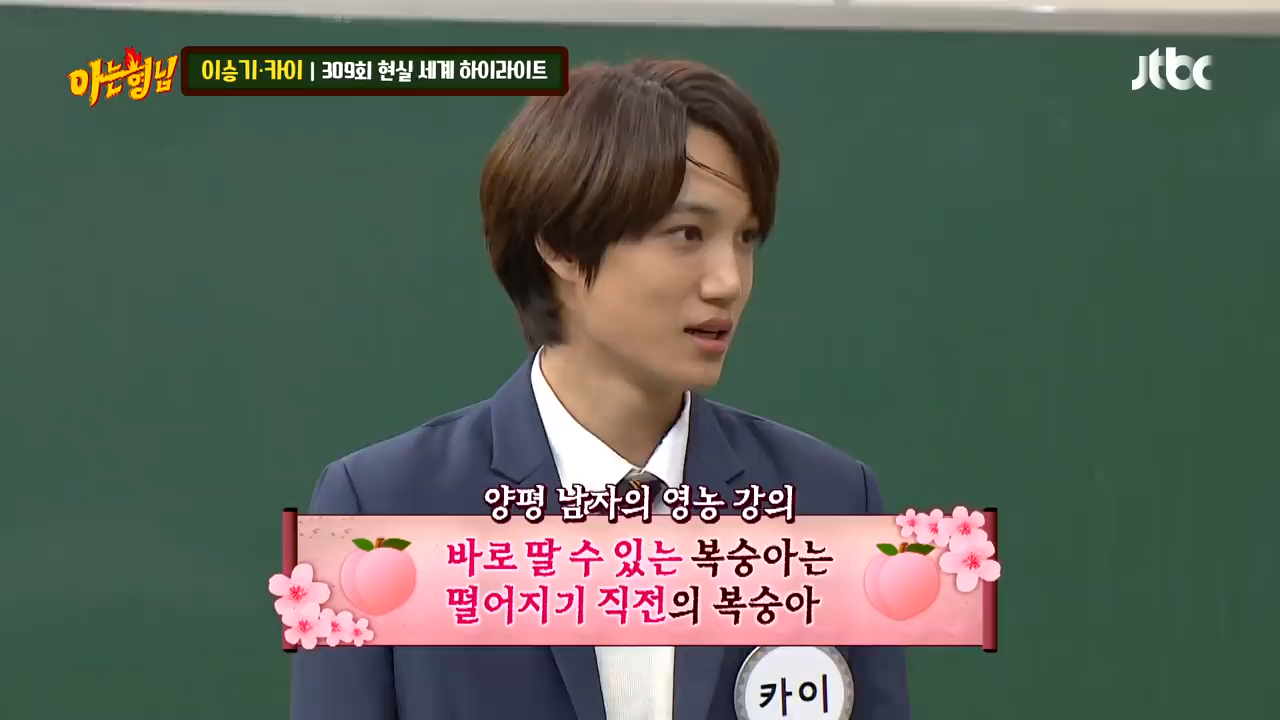 아는형님
이승기·카이 | 309회 현실 세계 하이라이트
jtbc
양평 남자의 영농 강의
바로 딸 수 있는 복숭아는
떨어지기 직전의 복숭아
카이